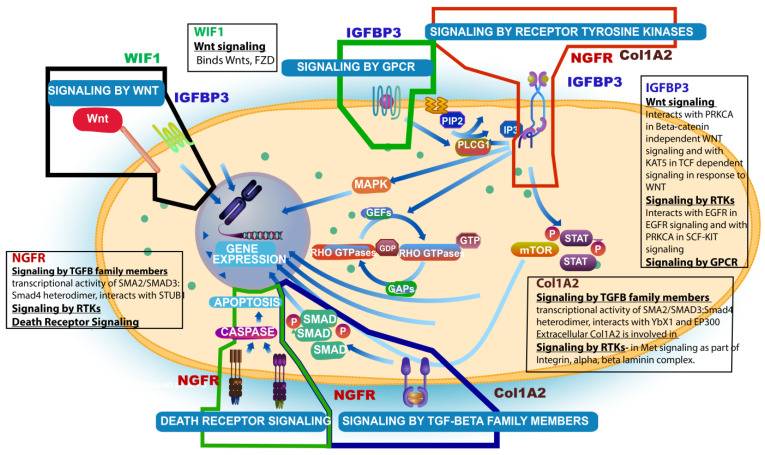 WIF1
Wnt signaling
Binds Wnts, FZD
IGFBP3
SIGNALING BY RECEPTOR TYROSINE KINASES
NGFR
Col1A2
IGFBP3
WIF1
SIGNALING BY WNT
IGFBP3
Wnt
SIGNALING BY GPCR
PIP2
IP3
PLCG1
MAPK
GEFs
RHO GTPases
GDP
RHO GTPases
GTP
GAPs
GENE
EXPRESSION
P
STAT
mTOR
P
STAT
IGFBP3
Wnt signaling
Interacts with PRKCA
in Beta-catenin
independent WNT
signaling and with
KAT5 in TCF dependent
signaling in response to
WNT
Signaling by RTKs
Interacts with EGFR in
EGFR signaling and with
PRKCA in SCF-KIT
signaling
Signaling by GPCR
NGFR
Signaling by TGFB family members
transcriptional activity of SMA2/SMAD3:
Smad4 heterodimer, interacts with STUB1
Signaling by RTKs
Death Receptor Signaling
Col1A2
Signaling by TGFB family members
transcriptional activity of SMA2/SMAD3;Smad4
heterodimer, interacts with YbX1 and EP300
Extracellular Col1A2 is involved in
Signaling by RTKs- in Met signaling as part of
Integrin, alpha, beta laminin complex.
APOPTOSIS
CASPASE
P
SMAD
SMAD
P
SMAD
NGFR
NGFR
Col1A2
DEATH RECEPTOR SIGNALING
SIGNALING BY TGF-BETA FAMILY MEMBERS